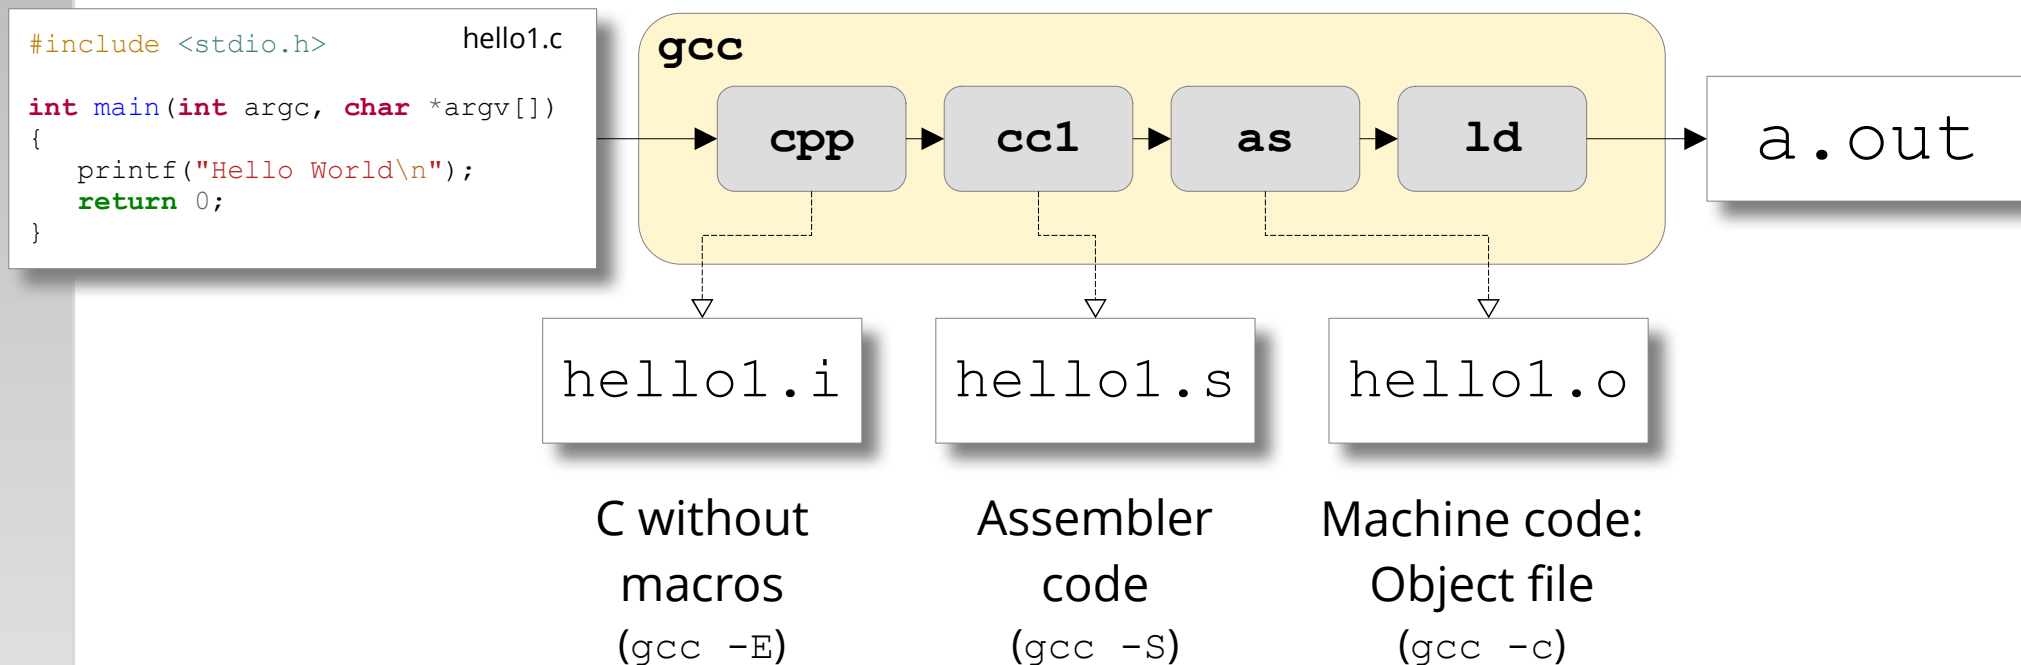 #include <stdio.h>
hello1.c
int main(int argc, char *argv[])
{
   printf("Hello World\n");
   return 0;
}
gcc
cpp
cc1
as
ld
a.out
hello1.i
hello1.s
hello1.o
C without
macros
(gcc -E)
Assembler
code
(gcc -S)
Machine code:
Object file
(gcc -c)